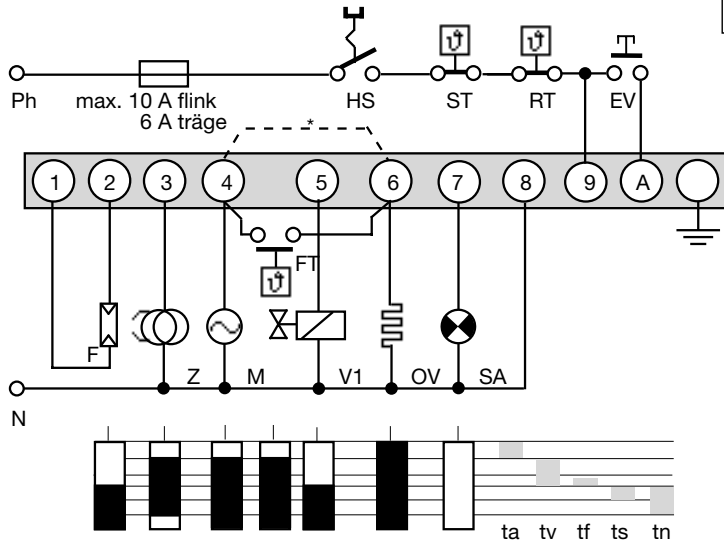 Ph
max. 10 A flink
6 A träge
HS
ST
RT
EV
ϑ
ϑ
*
1 2 3 4 5 6 7 8 9 A
FT
ϑ
F
Z M V1 OV SA
N
ta tv tf ts tn